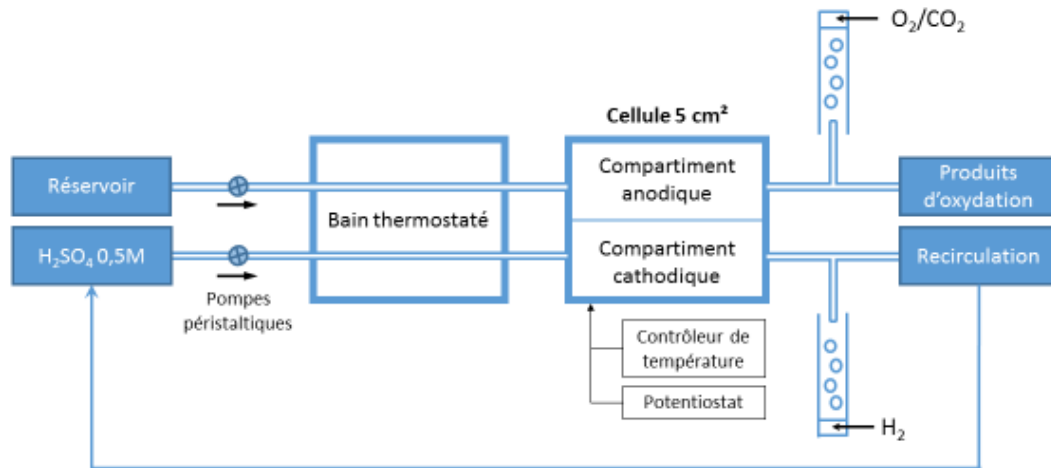 O₂/CO₂
Cellule 5 cm²
Réservoir
Bain thermostaté
Compartiment
anodique
Produits
d'oxydation
H₂SO₄ 0,5M
Compartiment
cathodique
Recirculation
Pompes
péristaltiques
Contrôleur de
température
Potentiostat
H₂